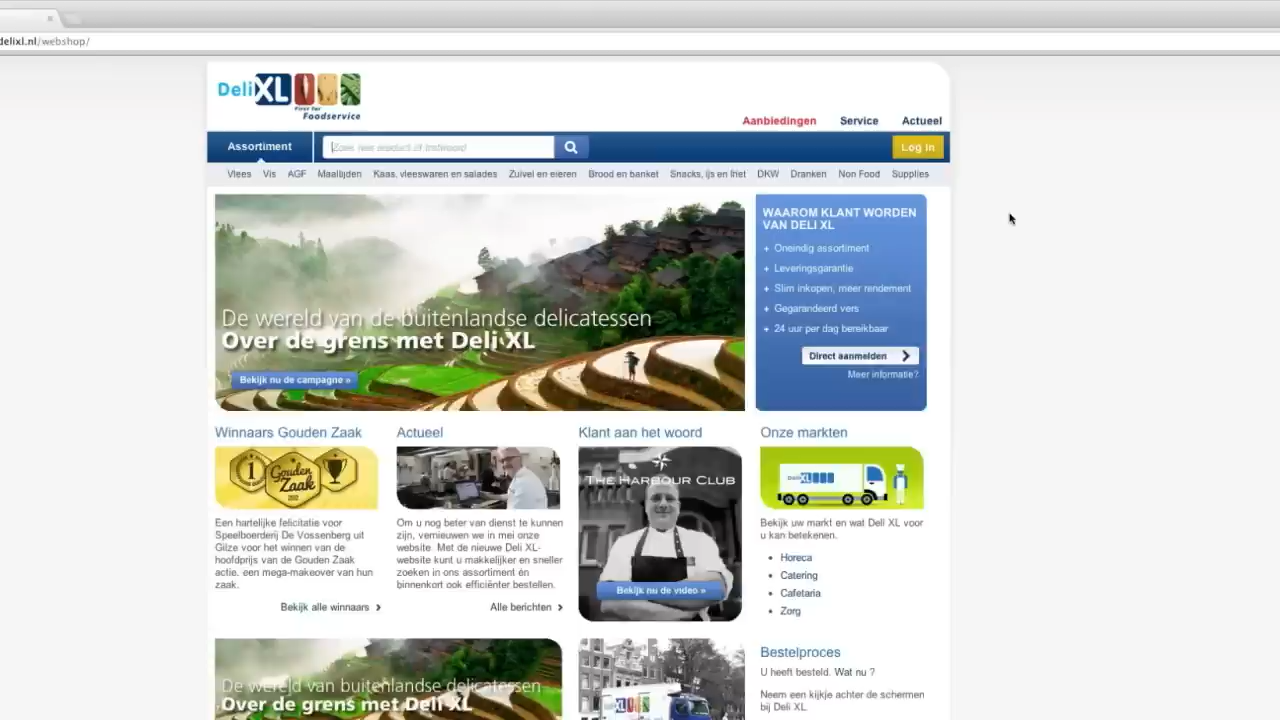 delixl.nl/webshop/
Deli XL
First for
Foodservice
Aanbiedingen Service Actueel
Assortiment
Zoek
Log in
Vlees Vis AGF Maaltijden Kaas, vleeswaren en salades Zuivel en eieren Brood en banket Snacks, ijs en friet DKW Dranken Non Food Supplies
De wereld van de buitenlandse delicatessen
Over de grens met Deli XL
Bekijk nu de campagne »
WAAROM KLANT WORDEN
VAN DELI XL
+ Oneindig assortiment
+ Leveringsgarantie
+ Slim inkopen, meer rendement
+ Gegarandeerd vers
+ 24 uur per dag bereikbaar
Direct aanmelden
Meer informatie?
Winnaars Gouden Zaak
1
Gouden
Zaak
2012
Een hartelijke felicitatie voor
Speelboerderij De Vossenberg uit
Gilze voor het winnen van de
hoofdprijs van de Gouden Zaak
actie, een mega-makeover van hun
zaak.
Bekijk alle winnaars
Actueel
Om u nog beter van dienst te kunnen
zijn, vernieuwen we in mei onze
website. Met de nieuwe Deli XL-
website kunt u makkelijker en sneller
zoeken in ons assortiment én
binnenkort ook efficiënter bestellen.
Alle berichten
Klant aan het woord
THE HARBOUR CLUB
Bekijk nu de video »
Onze markten
Deli XL
Bekijk uw markt en wat Deli XL voor
u kan betekenen.
• Horeca
• Catering
• Cafetaria
• Zorg
De wereld van buitenlandse delicatessen
Over de grens met Deli XL
XL
Bestelproces
U heeft besteld. Wat nu ?
Neem een kijkje achter de schermen
bij Deli XL.